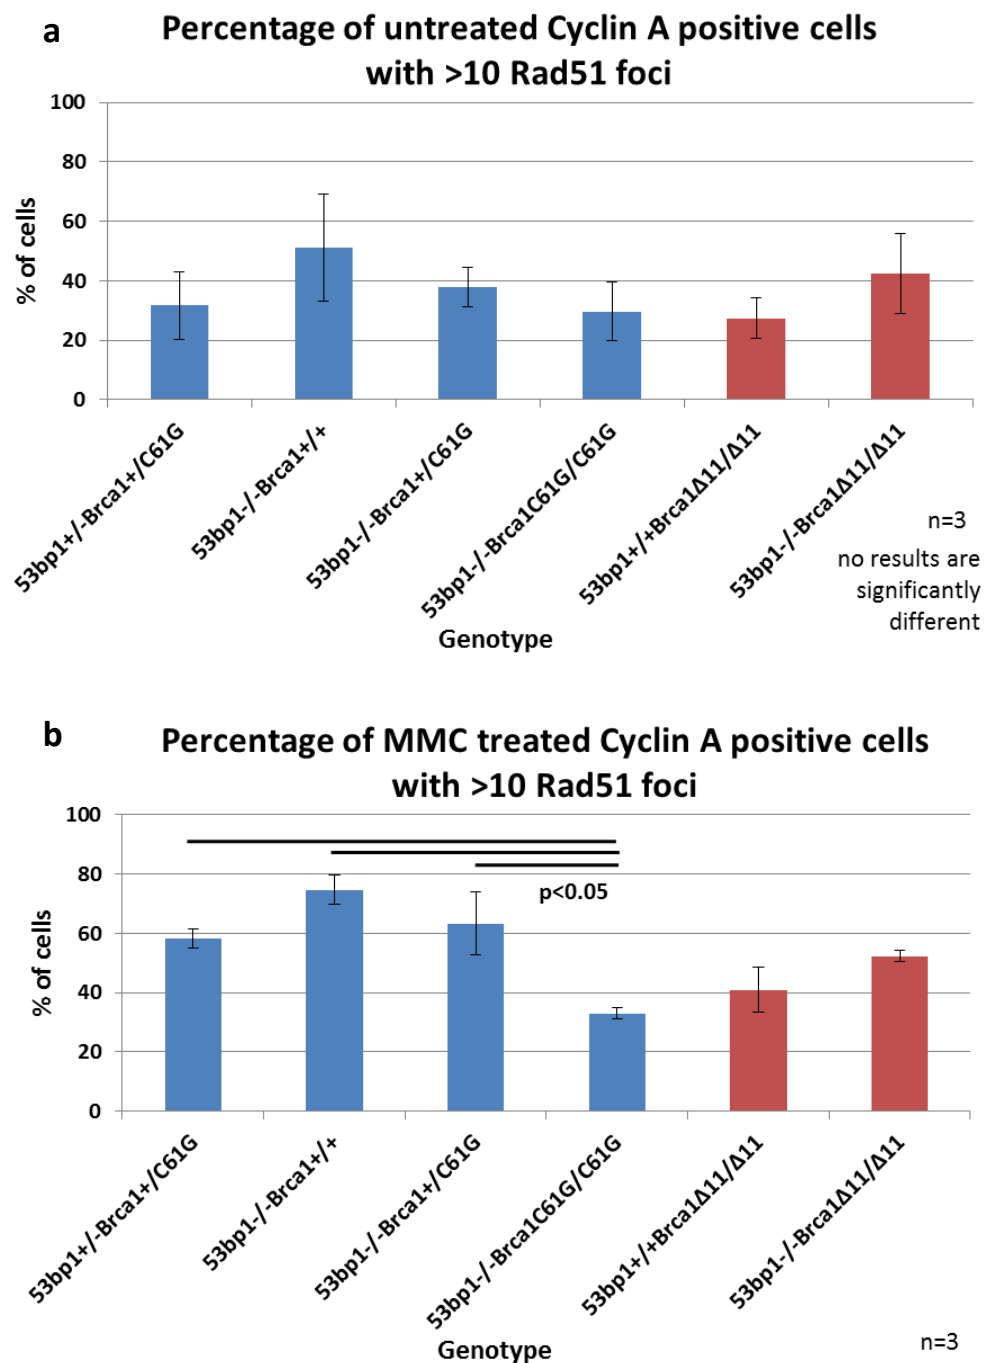 a
Percentage of untreated Cyclin A positive cells
with >10 Rad51 foci
% of cells
100
80
60
40
20
0
53bp1+/-Brca1+/C61G
53bp1-/-Brca1+/+
53bp1-/-Brca1+/C61G
53bp1-/-Brca1C61G/C61G
53bp1+/+Brca1Δ11/Δ11
53bp1-/-Brca1Δ11/Δ11
Genotype
n=3
no results are
significantly
different
b
Percentage of MMC treated Cyclin A positive cells
with >10 Rad51 foci
% of cells
100
80
60
40
20
0
p<0.05
53bp1+/-Brca1+/C61G
53bp1-/-Brca1+/+
53bp1-/-Brca1+/C61G
53bp1-/-Brca1C61G/C61G
53bp1+/+Brca1Δ11/Δ11
53bp1-/-Brca1Δ11/Δ11
Genotype
n=3